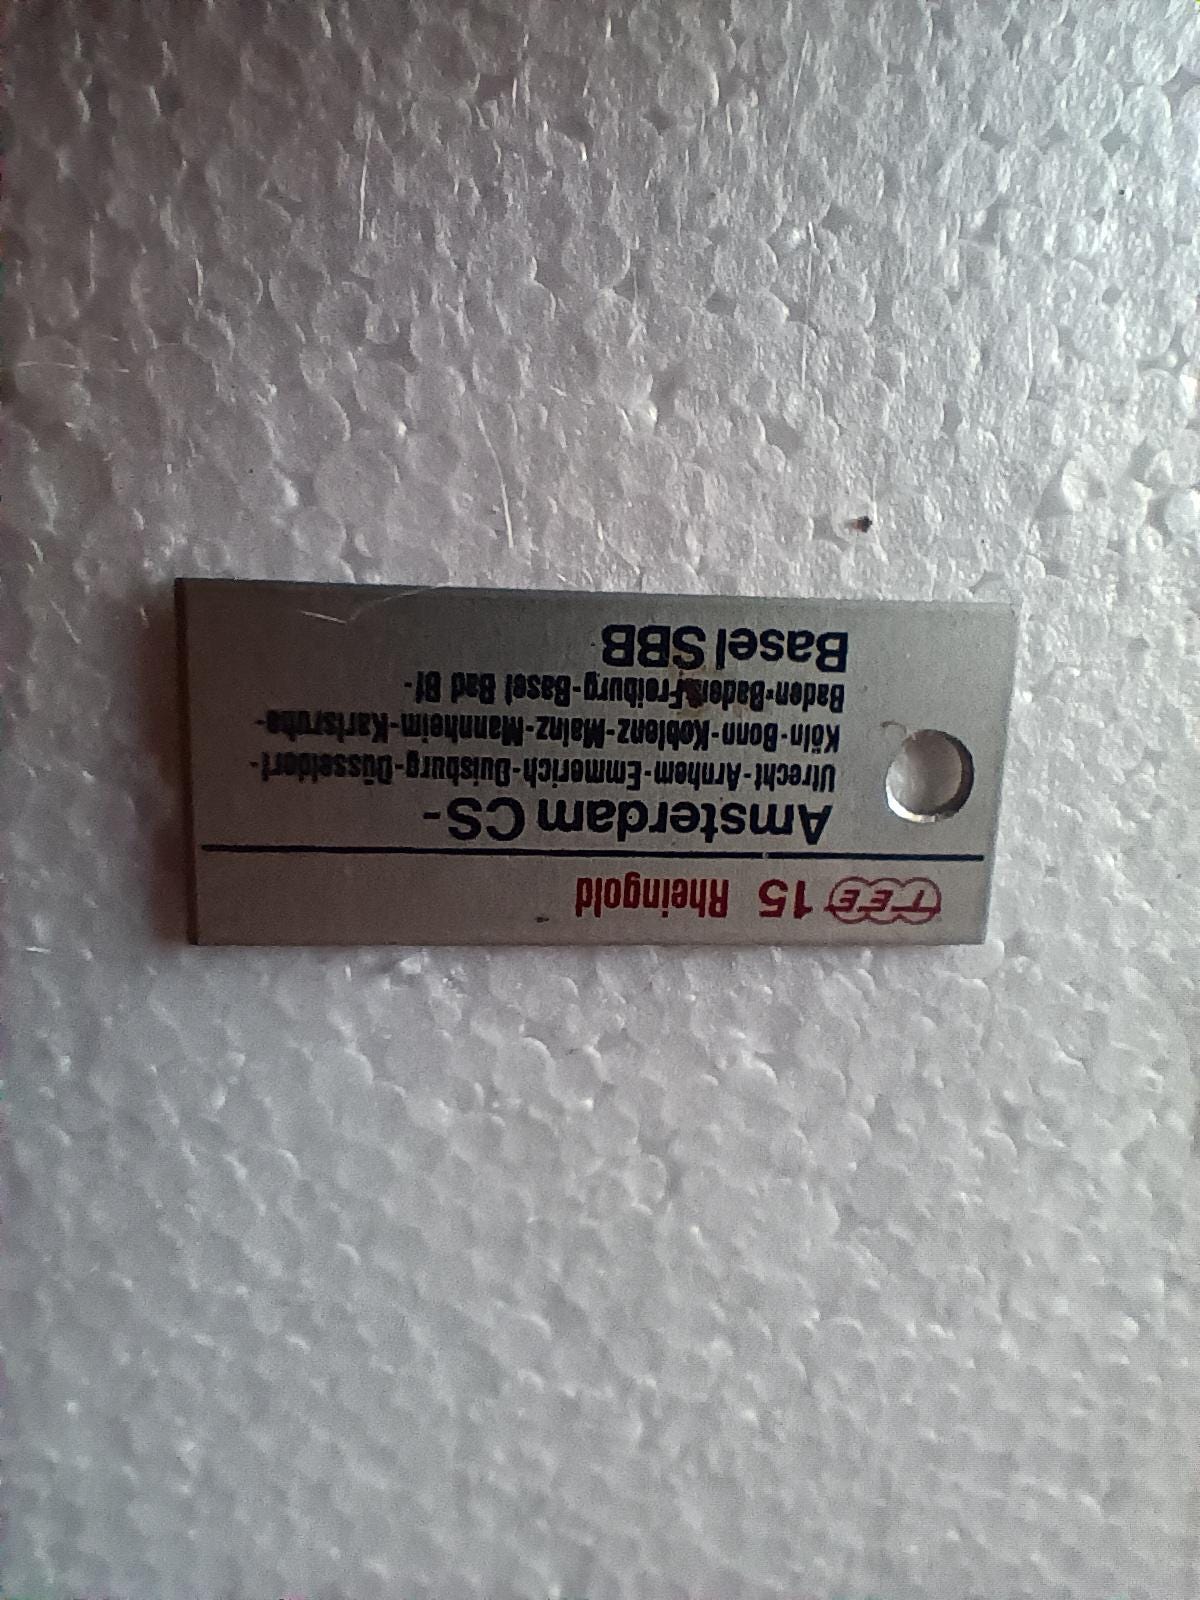 TEE 15 Rheingold
Amsterdam CS-
Utrecht-Arnhem-Emmerich-Duisburg-Düsseldorf-
Köln-Bonn-Koblenz-Mainz-Mannheim-Karlsruhe-
Baden-Baden-Freiburg-Basel Bad Bf-
Basel SBB